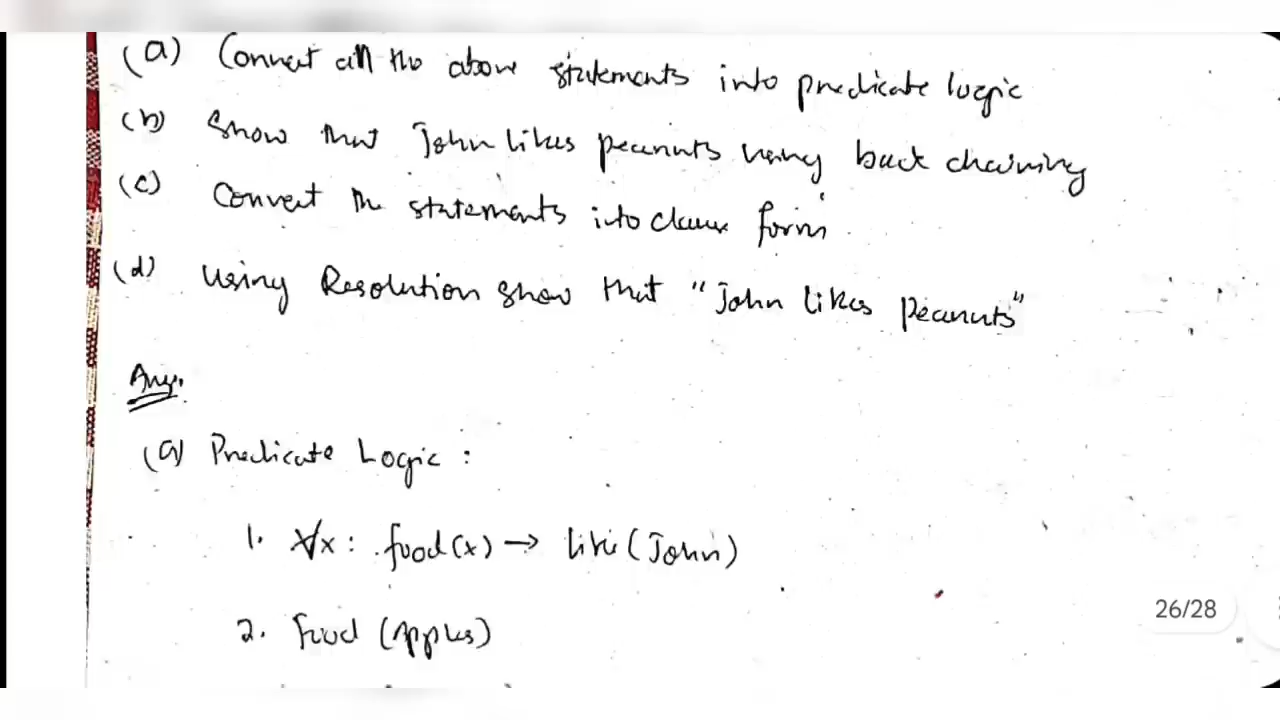 (a) Convert all the above statements into predicate logic
(b) Show that John likes peanuts using back chaining
(c) Convert the statements into clause form
(d) Using Resolution show that "John likes Peanuts"
Ans.
(a) Predicate Logic :
1. ∀x : food(x) → like (John)
2. food (Apples)
26/28